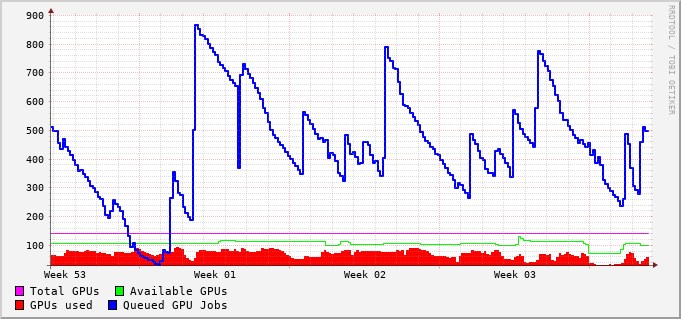 900
800
700
600
500
400
300
200
100
Week 53 Week 01 Week 02 Week 03
Total GPUs Available GPUs
GPUs used Queued GPU Jobs
RRDTOOL / TOBI OETIKER